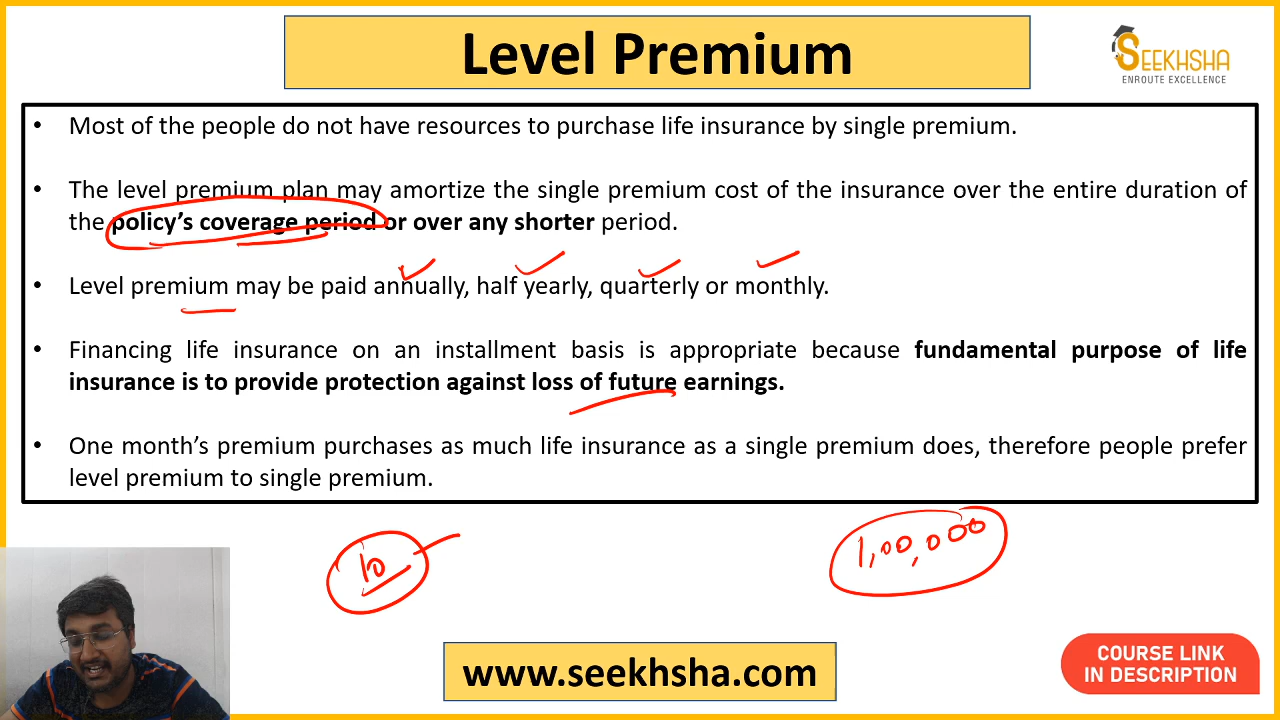 Level Premium
SEEKHSHA
ENROUTE EXCELLENCE
• Most of the people do not have resources to purchase life insurance by single premium.
• The level premium plan may amortize the single premium cost of the insurance over the entire duration of
the policy's coverage period or over any shorter period.
• Level premium may be paid annually, half yearly, quarterly or monthly.
• Financing life insurance on an installment basis is appropriate because fundamental purpose of life
insurance is to provide protection against loss of future earnings.
• One month's premium purchases as much life insurance as a single premium does, therefore people prefer
level premium to single premium.
10
1,00,000
www.seekhsha.com
COURSE LINK
IN DESCRIPTION